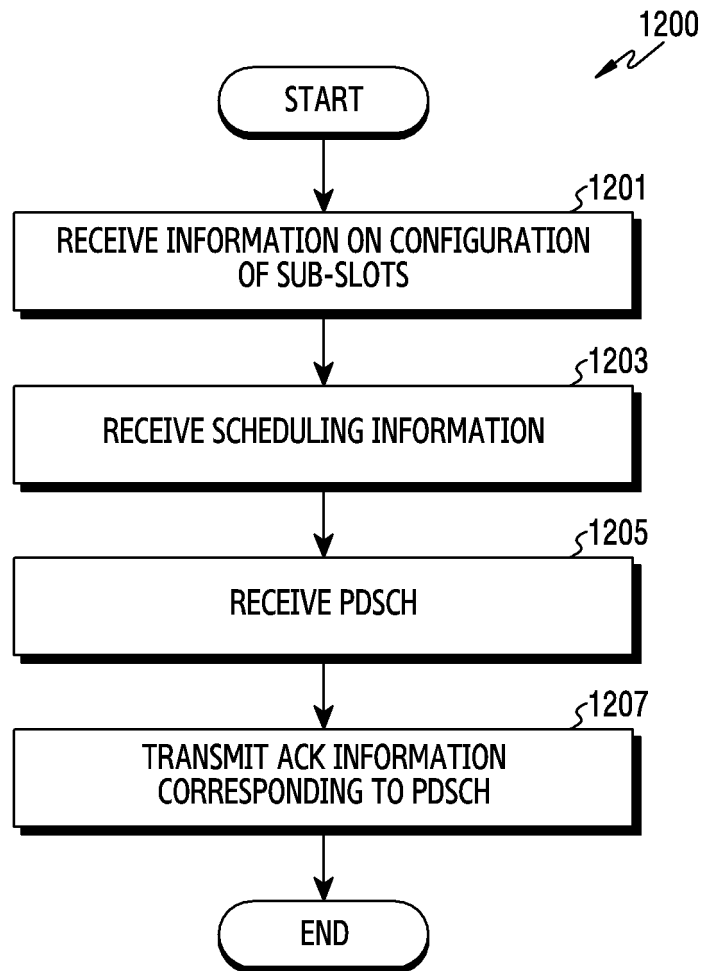 1200
START
1201
RECEIVE INFORMATION ON CONFIGURATION
OF SUB-SLOTS
1203
RECEIVE SCHEDULING INFORMATION
1205
RECEIVE PDSCH
1207
TRANSMIT ACK INFORMATION
CORRESPONDING TO PDSCH
END